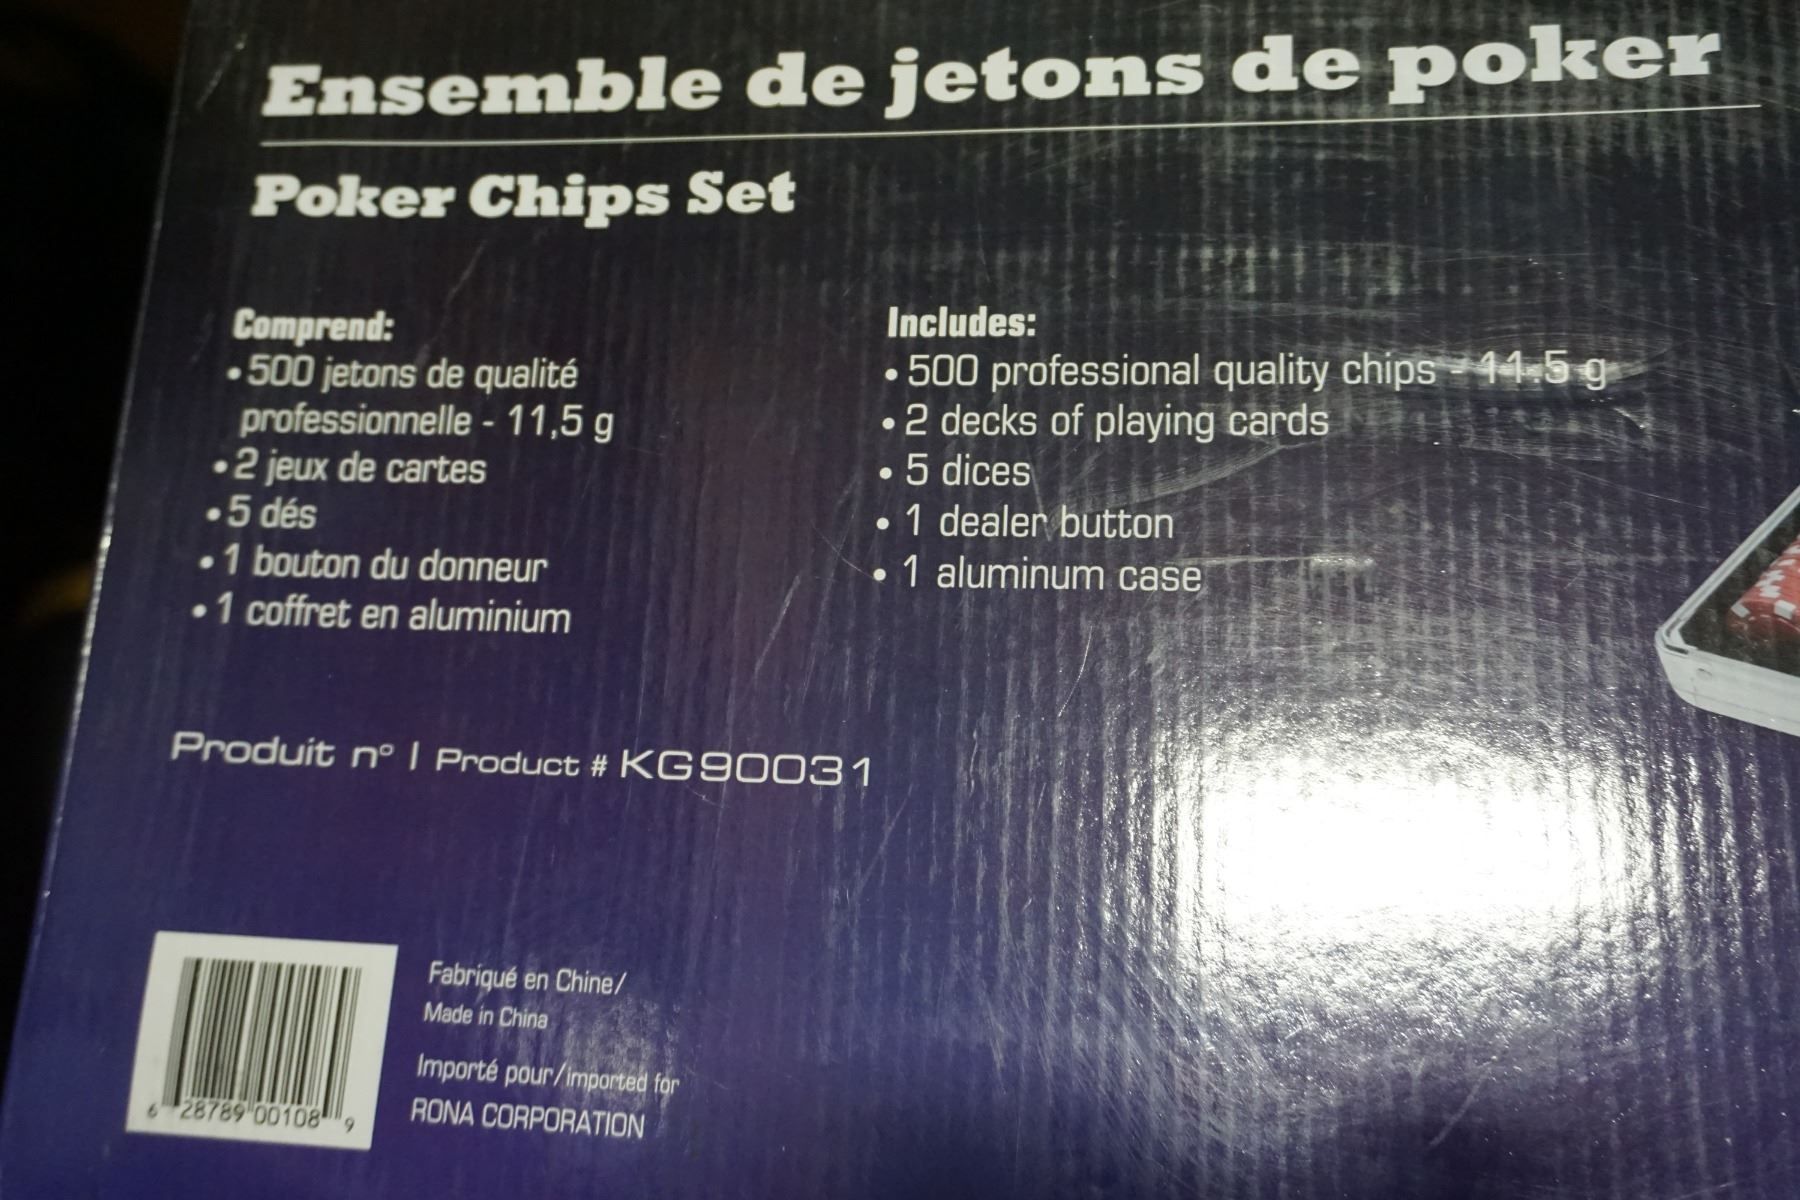 Ensemble de jetons de poker
Poker Chips Set
Comprend:
• 500 jetons de qualité
professionnelle - 11,5 g
• 2 jeux de cartes
• 5 dés
• 1 bouton du donneur
• 1 coffret en aluminium
Includes:
• 500 professional quality chips - 11.5 g
• 2 decks of playing cards
• 5 dices
• 1 dealer button
• 1 aluminum case
Produit nº | Product # KG90031
Fabriqué en Chine/
Made in China
Importé pour/imported for
RONA CORPORATION
6 28789 00108 9